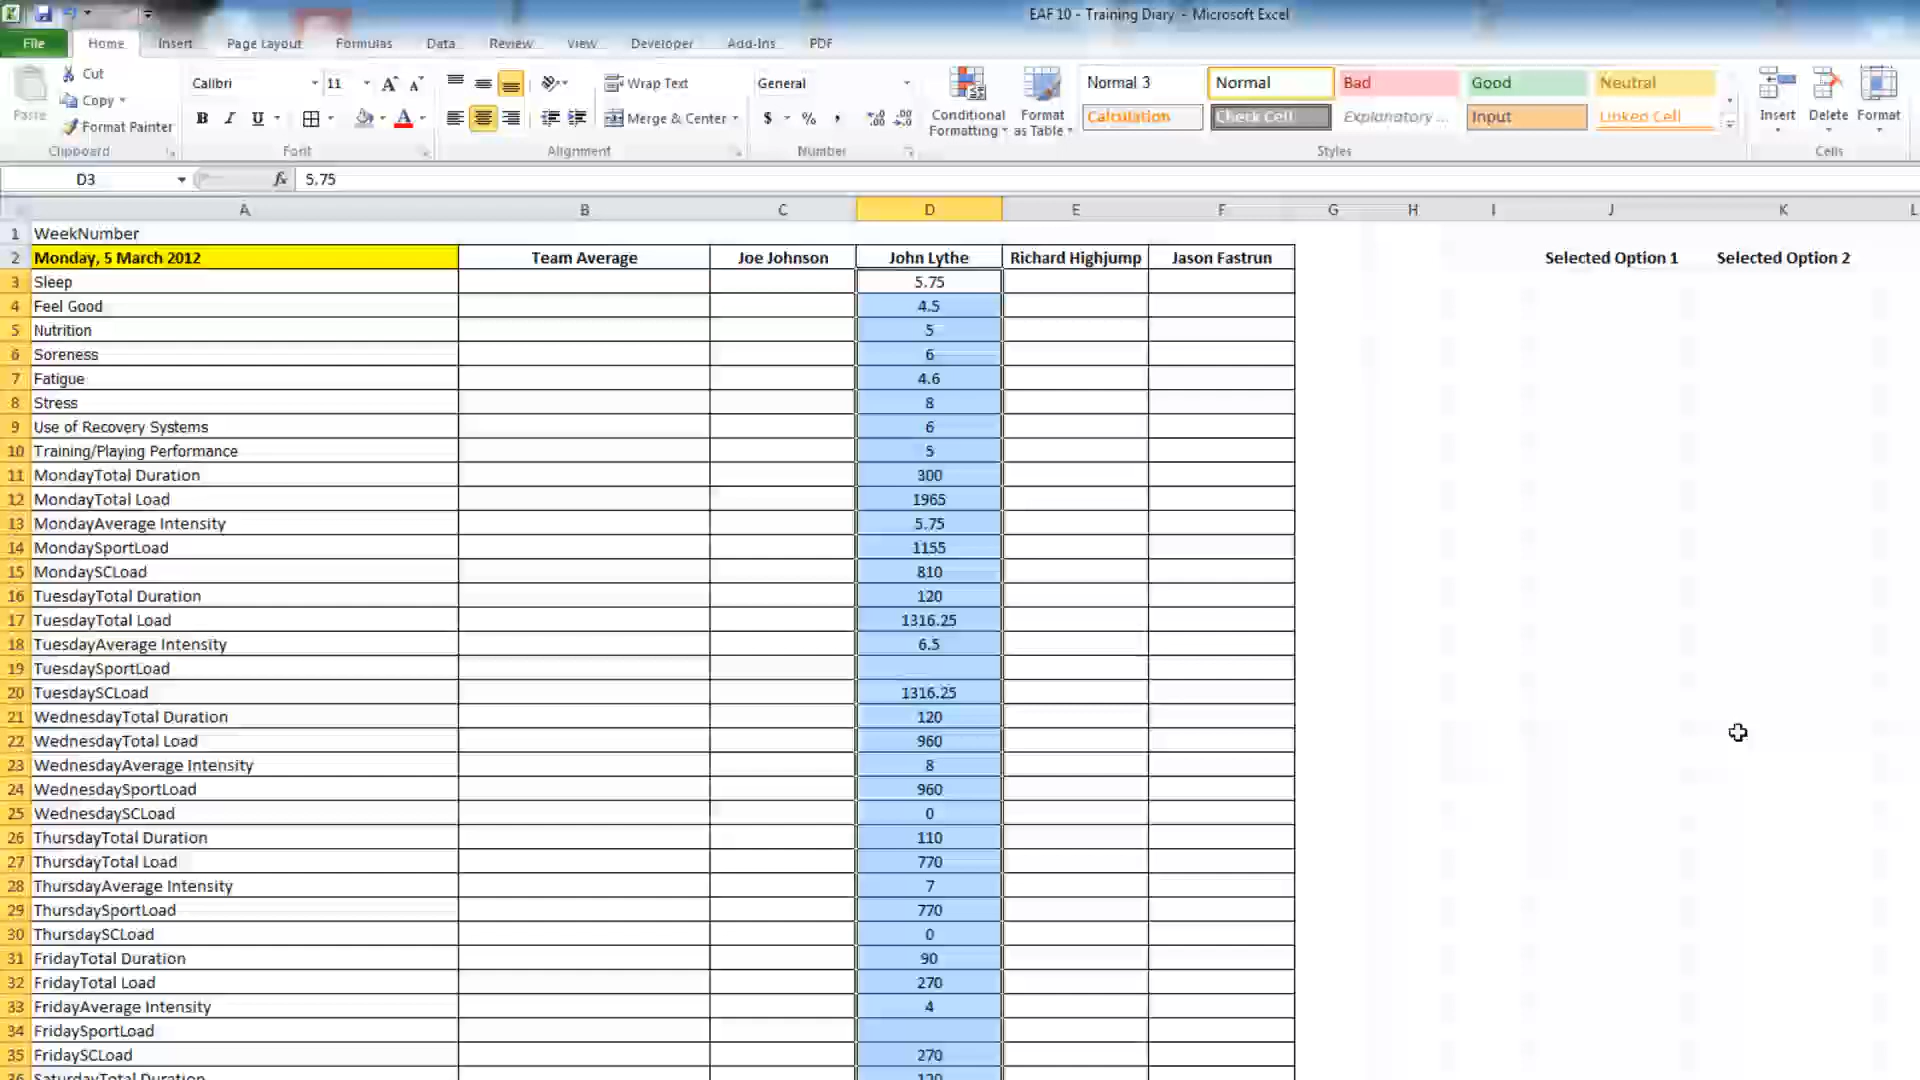 EAF 10 - Training Diary - Microsoft Excel
File Home Insert Page Layout Formulas Data Review View Developer Add-Ins PDF
Cut
Copy
Format Painter
Paste
Clipboard
Calibri 11
B I U
Font
Wrap Text
Merge & Center
Alignment
General
$ % ,
Number
Conditional Formatting
Format as Table
Normal 3 Normal Bad Good Neutral
Calculation Check Cell Explanatory ... Input Linked Cell
Styles
Insert Delete Format
Cells
D3 fx 5.75
A B C D E F G H I J K L
1 WeekNumber
2 Monday, 5 March 2012 Team Average Joe Johnson John Lythe Richard Highjump Jason Fastrun Selected Option 1 Selected Option 2
3 Sleep 5.75
4 Feel Good 4.5
5 Nutrition 5
6 Soreness 6
7 Fatigue 4.6
8 Stress 8
9 Use of Recovery Systems 6
10 Training/Playing Performance 5
11 MondayTotal Duration 300
12 MondayTotal Load 1965
13 MondayAverage Intensity 5.75
14 MondaySportLoad 1155
15 MondaySCLoad 810
16 TuesdayTotal Duration 120
17 TuesdayTotal Load 1316.25
18 TuesdayAverage Intensity 6.5
19 TuesdaySportLoad
20 TuesdaySCLoad 1316.25
21 WednesdayTotal Duration 120
22 WednesdayTotal Load 960
23 WednesdayAverage Intensity 8
24 WednesdaySportLoad 960
25 WednesdaySCLoad 0
26 ThursdayTotal Duration 110
27 ThursdayTotal Load 770
28 ThursdayAverage Intensity 7
29 ThursdaySportLoad 770
30 ThursdaySCLoad 0
31 FridayTotal Duration 90
32 FridayTotal Load 270
33 FridayAverage Intensity 4
34 FridaySportLoad
35 FridaySCLoad 270
36 SaturdayTotal Duration 120